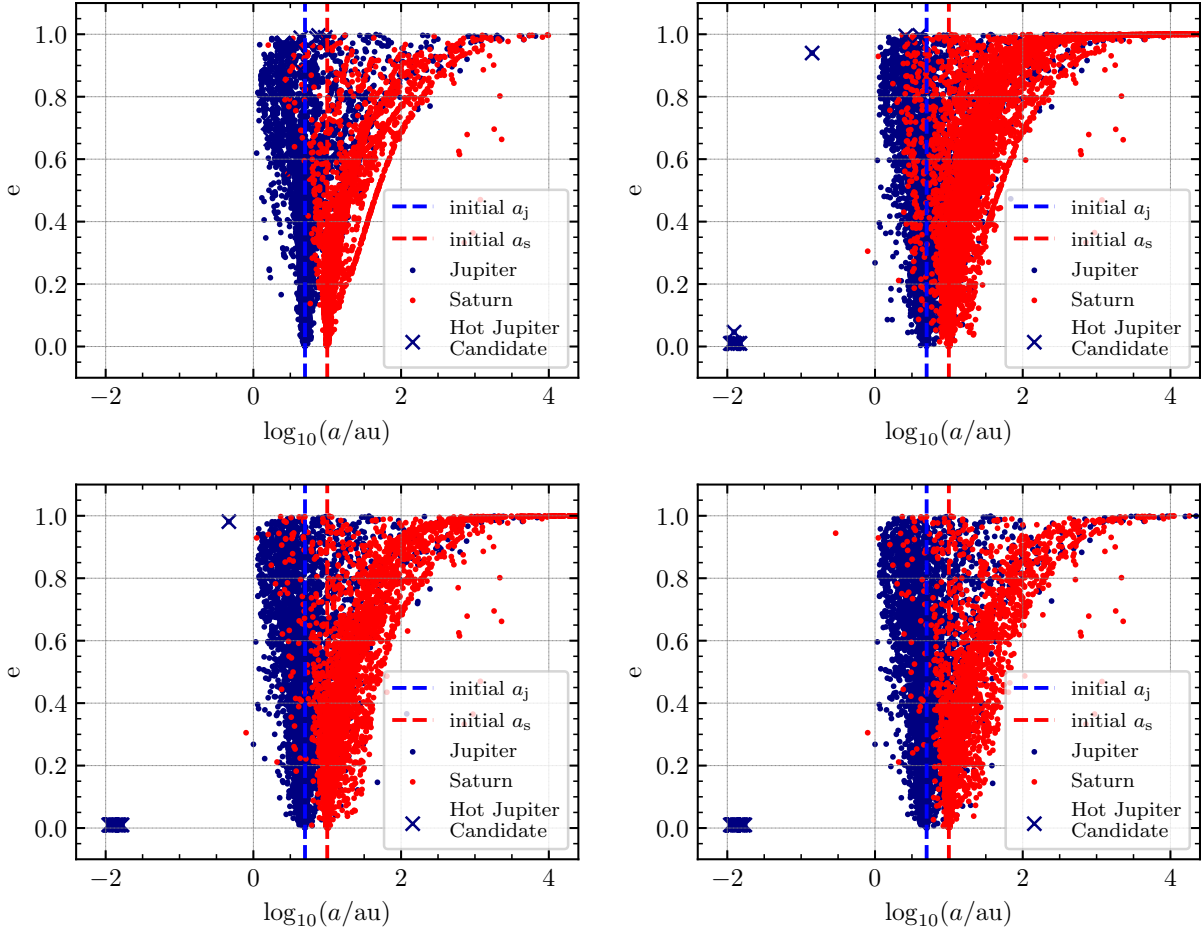 1.0
0.8
0.6
0.4
0.2
0.0
e
−2
0
2
4
log₁₀(a/au)
initial aⱼ
initial aₛ
Jupiter
Saturn
Hot Jupiter
Candidate
1.0
0.8
0.6
0.4
0.2
0.0
e
−2
0
2
4
log₁₀(a/au)
initial aⱼ
initial aₛ
Jupiter
Saturn
Hot Jupiter
Candidate
1.0
0.8
0.6
0.4
0.2
0.0
e
−2
0
2
4
log₁₀(a/au)
initial aⱼ
initial aₛ
Jupiter
Saturn
Hot Jupiter
Candidate
1.0
0.8
0.6
0.4
0.2
0.0
e
−2
0
2
4
log₁₀(a/au)
initial aⱼ
initial aₛ
Jupiter
Saturn
Hot Jupiter
Candidate